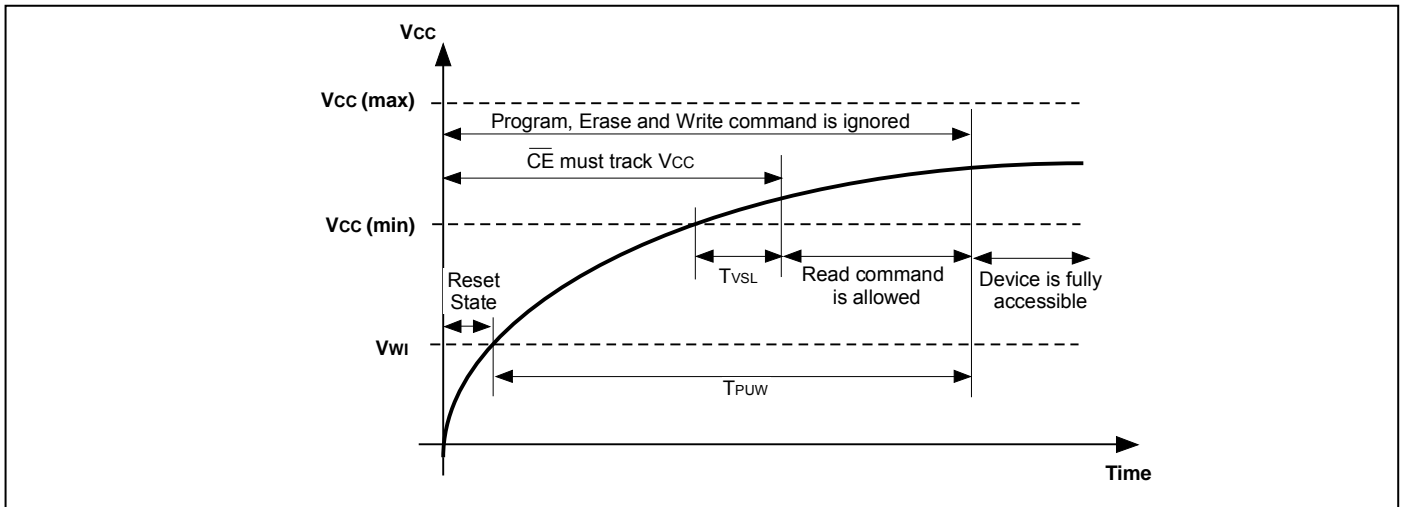 VCC
VCC (max)
Program, Erase and Write command is ignored
C̅E̅ must track VCC
VCC (min)
Reset
State
TVSL
Read command
is allowed
Device is fully
accessible
VWI
TPUW
Time